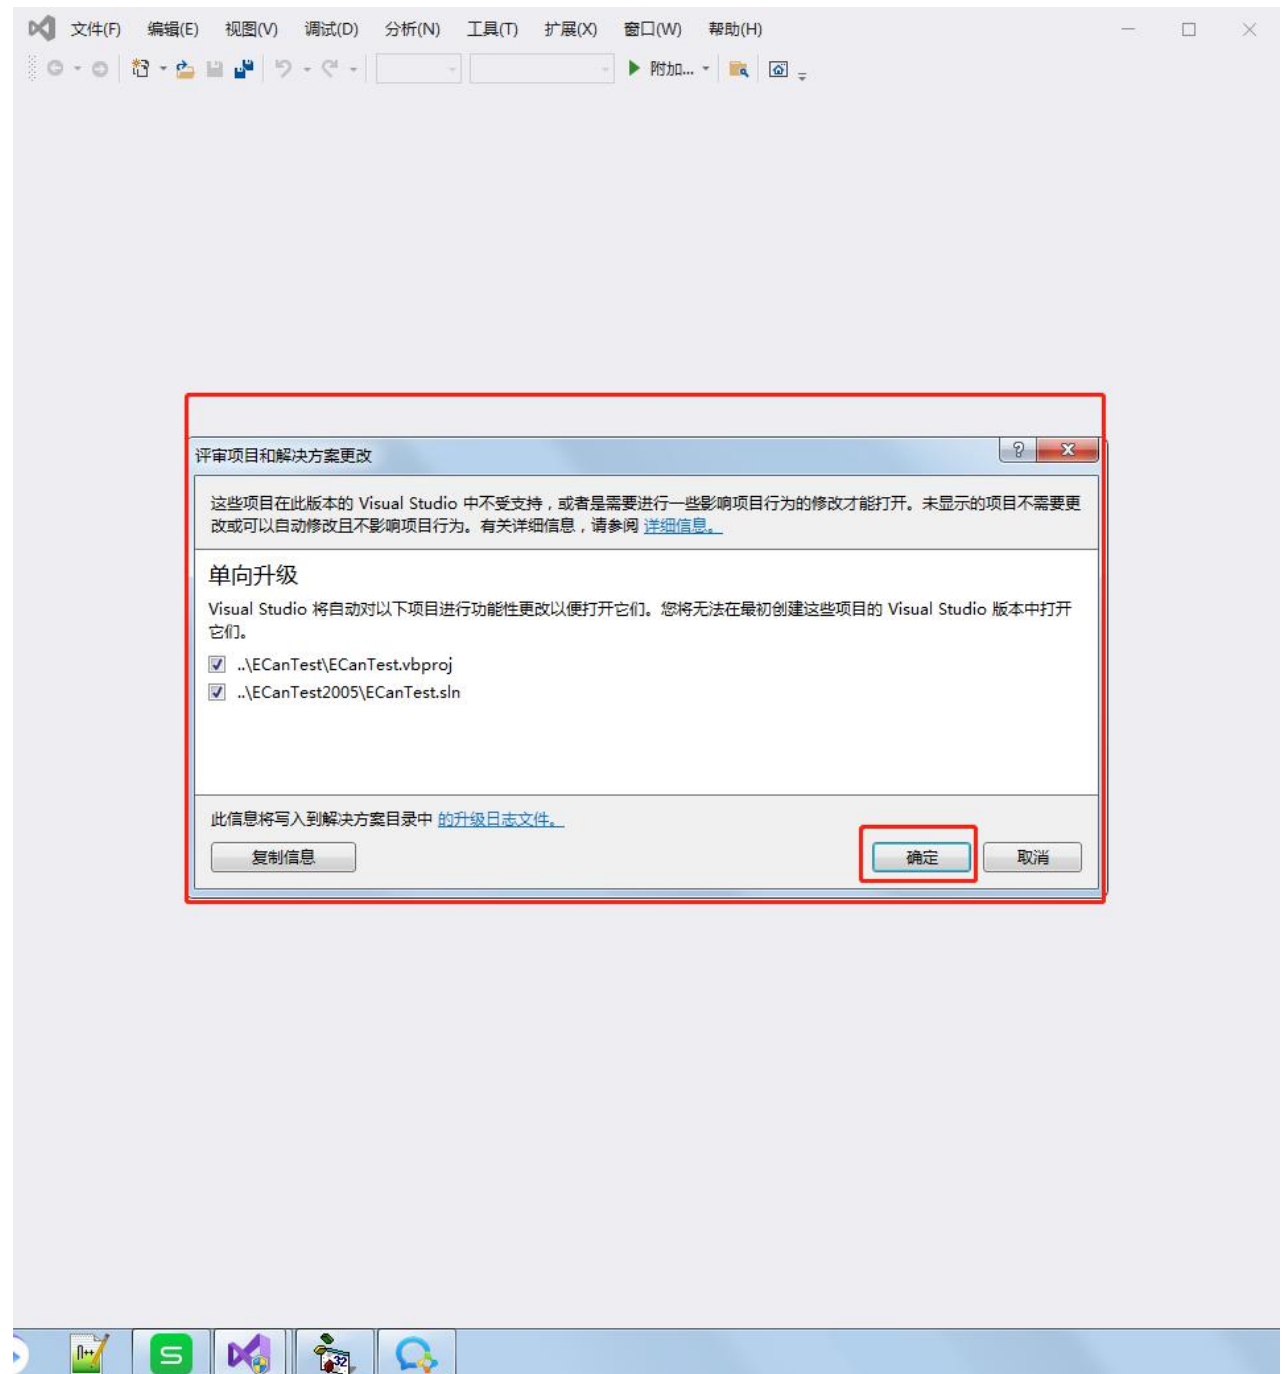 文件(F) 编辑(E) 视图(V) 调试(D) 分析(N) 工具(T) 扩展(X) 窗口(W) 帮助(H)
附加...
评审项目和解决方案更改
这些项目在此版本的 Visual Studio 中不受支持，或者是需要进行一些影响项目行为的修改才能打开。未显示的项目不需要更
改或可以自动修改且不影响项目行为。有关详细信息，请参阅 详细信息。
单向升级
Visual Studio 将自动对以下项目进行功能性更改以便打开它们。您将无法在最初创建这些项目的 Visual Studio 版本中打开
它们。
..\ECanTest\ECanTest.vbproj
..\ECanTest2005\ECanTest.sln
此信息将写入到解决方案目录中 的升级日志文件。
复制信息 确定 取消
N++ S 32